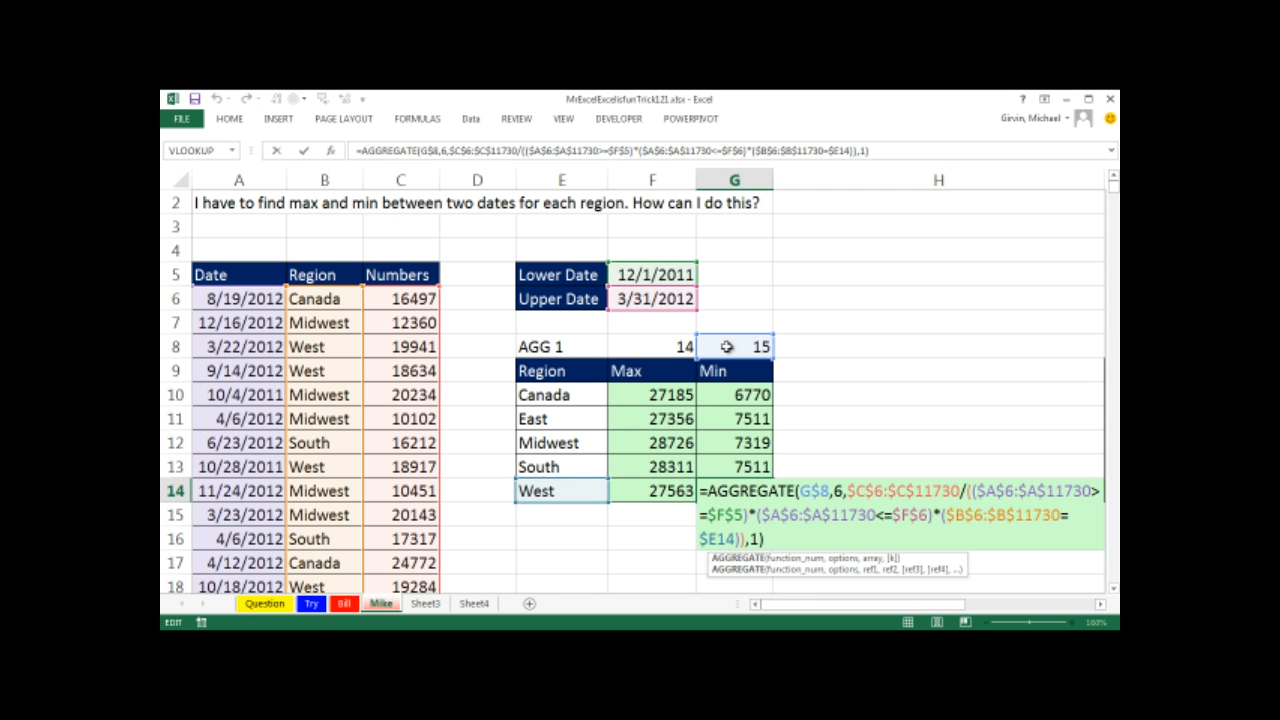 MrExcelExcelisfunTrick121.xlsx - Excel
FILE HOME INSERT PAGE LAYOUT FORMULAS Data REVIEW VIEW DEVELOPER POWERPIVOT Girvin, Michael
VLOOKUP =AGGREGATE(G$8,6,$C$6:$C$11730/(($A$6:$A$11730>=$F$5)*($A$6:$A$11730<=$F$6)*($B$6:$B$11730=$E14)),1)
A B C D E F G H
2 I have to find max and min between two dates for each region. How can I do this?
3
4
5 Date Region Numbers Lower Date 12/1/2011
6 8/19/2012 Canada 16497 Upper Date 3/31/2012
7 12/16/2012 Midwest 12360
8 3/22/2012 West 19941 AGG 1 14 15
9 9/14/2012 West 18634 Region Max Min
10 10/4/2011 Midwest 20234 Canada 27185 6770
11 4/6/2012 Midwest 10102 East 27356 7511
12 6/23/2012 South 16212 Midwest 28726 7319
13 10/28/2011 West 18917 South 28311 7511
14 11/24/2012 Midwest 10451 West 27563 =AGGREGATE(G$8,6,$C$6:$C$11730/(($A$6:$A$11730>
15 3/23/2012 Midwest 20143 =$F$5)*($A$6:$A$11730<=$F$6)*($B$6:$B$11730=
16 4/6/2012 South 17317 $E14)),1)
17 4/12/2012 Canada 24772 AGGREGATE(function_num, options, array, [k])
AGGREGATE(function_num, options, ref1, ref2, [ref3], [ref4], ...)
18 10/18/2012 West 19284
Question Try Bill Mike Sheet3 Sheet4
EDIT 160%